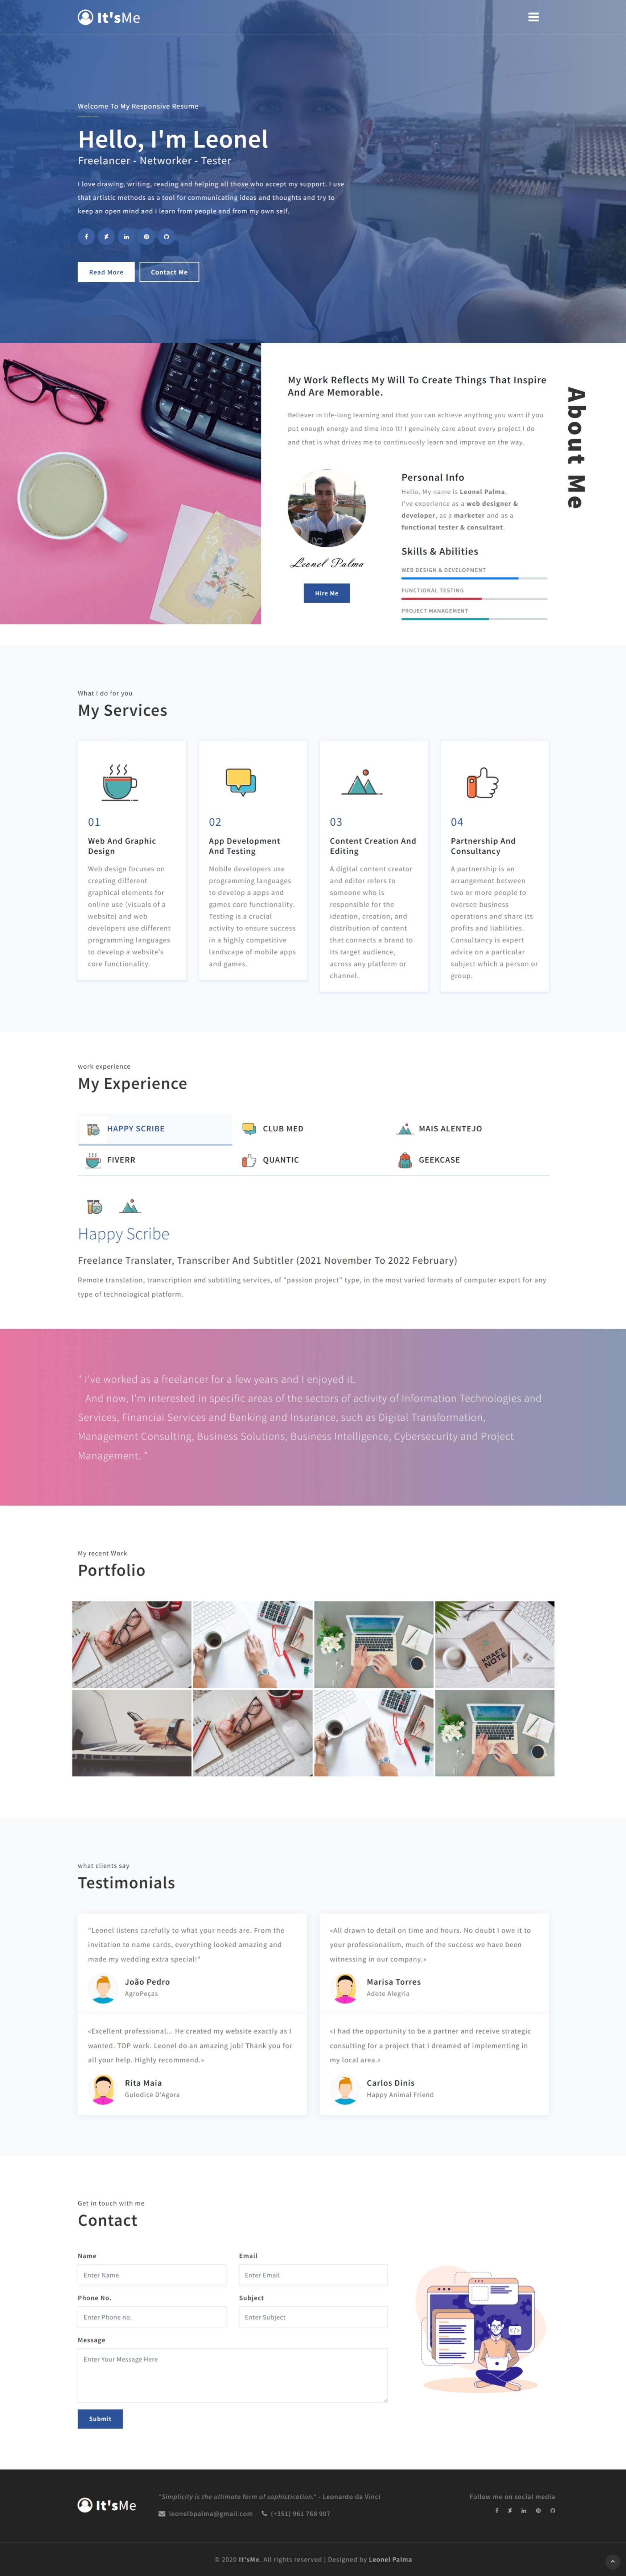 It'sMe
Welcome To My Responsive Resume
Hello, I'm Leonel
Freelancer - Networker - Tester
I love drawing, writing, reading and helping all those who accept my support. I use
that artistic methods as a tool for communicating ideas and thoughts and try to
keep an open mind and i learn from people and from my own self.
Read More
Contact Me
About Me
My Work Reflects My Will To Create Things That Inspire
And Are Memorable.
Believer in life-long learning and that you can achieve anything you want if you
put enough energy and time into it! I genuinely care about every project I do
and that is what drives me to continuously learn and improve on the way.
Leonel Palma
Hire Me
Personal Info
Hello, My name is Leonel Palma.
I've experience as a web designer &
developer, as a marketer and as a
functional tester & consultant.
Skills & Abilities
WEB DESIGN & DEVELOPMENT
FUNCTIONAL TESTING
PROJECT MANAGEMENT
What I do for you
My Services
01
Web And Graphic
Design
Web design focuses on
creating different
graphical elements for
online use (visuals of a
website) and web
developers use different
programming languages
to develop a website's
core functionality.
02
App Development
And Testing
Mobile developers use
programming languages
to develop a apps and
games core functionality.
Testing is a crucial
activity to ensure success
in a highly competitive
landscape of mobile apps
and games.
03
Content Creation And
Editing
A digital content creator
and editor refers to
someone who is
responsible for the
ideation, creation, and
distribution of content
that connects a brand to
its target audience,
across any platform or
channel.
04
Partnership And
Consultancy
A partnership is an
arrangement between
two or more people to
oversee business
operations and share its
profits and liabilities.
Consultancy is expert
advice on a particular
subject which a person or
group.
work experience
My Experience
HAPPY SCRIBE
CLUB MED
MAIS ALENTEJO
FIVERR
QUANTIC
GEEKCASE
Happy Scribe
Freelance Translater, Transcriber And Subtitler (2021 November To 2022 February)
Remote translation, transcription and subtitling services, of "passion project" type, in the most varied formats of computer export for any
type of technological platform.
" I've worked as a freelancer for a few years and I enjoyed it.
And now, I'm interested in specific areas of the sectors of activity of Information Technologies and
Services, Financial Services and Banking and Insurance, such as Digital Transformation,
Management Consulting, Business Solutions, Business Intelligence, Cybersecurity and Project
Management. "
My recent Work
Portfolio
KRAFT
NOTE
what clients say
Testimonials
"Leonel listens carefully to what your needs are. From the
invitation to name cards, everything looked amazing and
made my wedding extra special!"
João Pedro
AgroPeças
«All drawn to detail on time and hours. No doubt I owe it to
your professionalism, much of the success we have been
witnessing in our company.»
Marisa Torres
Adote Alegria
«Excellent professional... He created my website exactly as I
wanted. TOP work. Leonel do an amazing job! Thank you for
all your help. Highly recommend.»
Rita Maia
Gulodice D'Agora
«I had the opportunity to be a partner and receive strategic
consulting for a project that I dreamed of implementing in
my local area.»
Carlos Dinis
Happy Animal Friend
Get in touch with me
Contact
Name
Email
Enter Name
Enter Email
Phone No.
Subject
Enter Phone no.
Enter Subject
Message
Enter Your Message Here
Submit
It'sMe
"Simplicity is the ultimate form of sophistication." - Leonardo da Vinci
leonelbpalma@gmail.com
(+351) 961 768 907
Follow me on social media
© 2020 It'sMe. All rights reserved | Designed by Leonel Palma